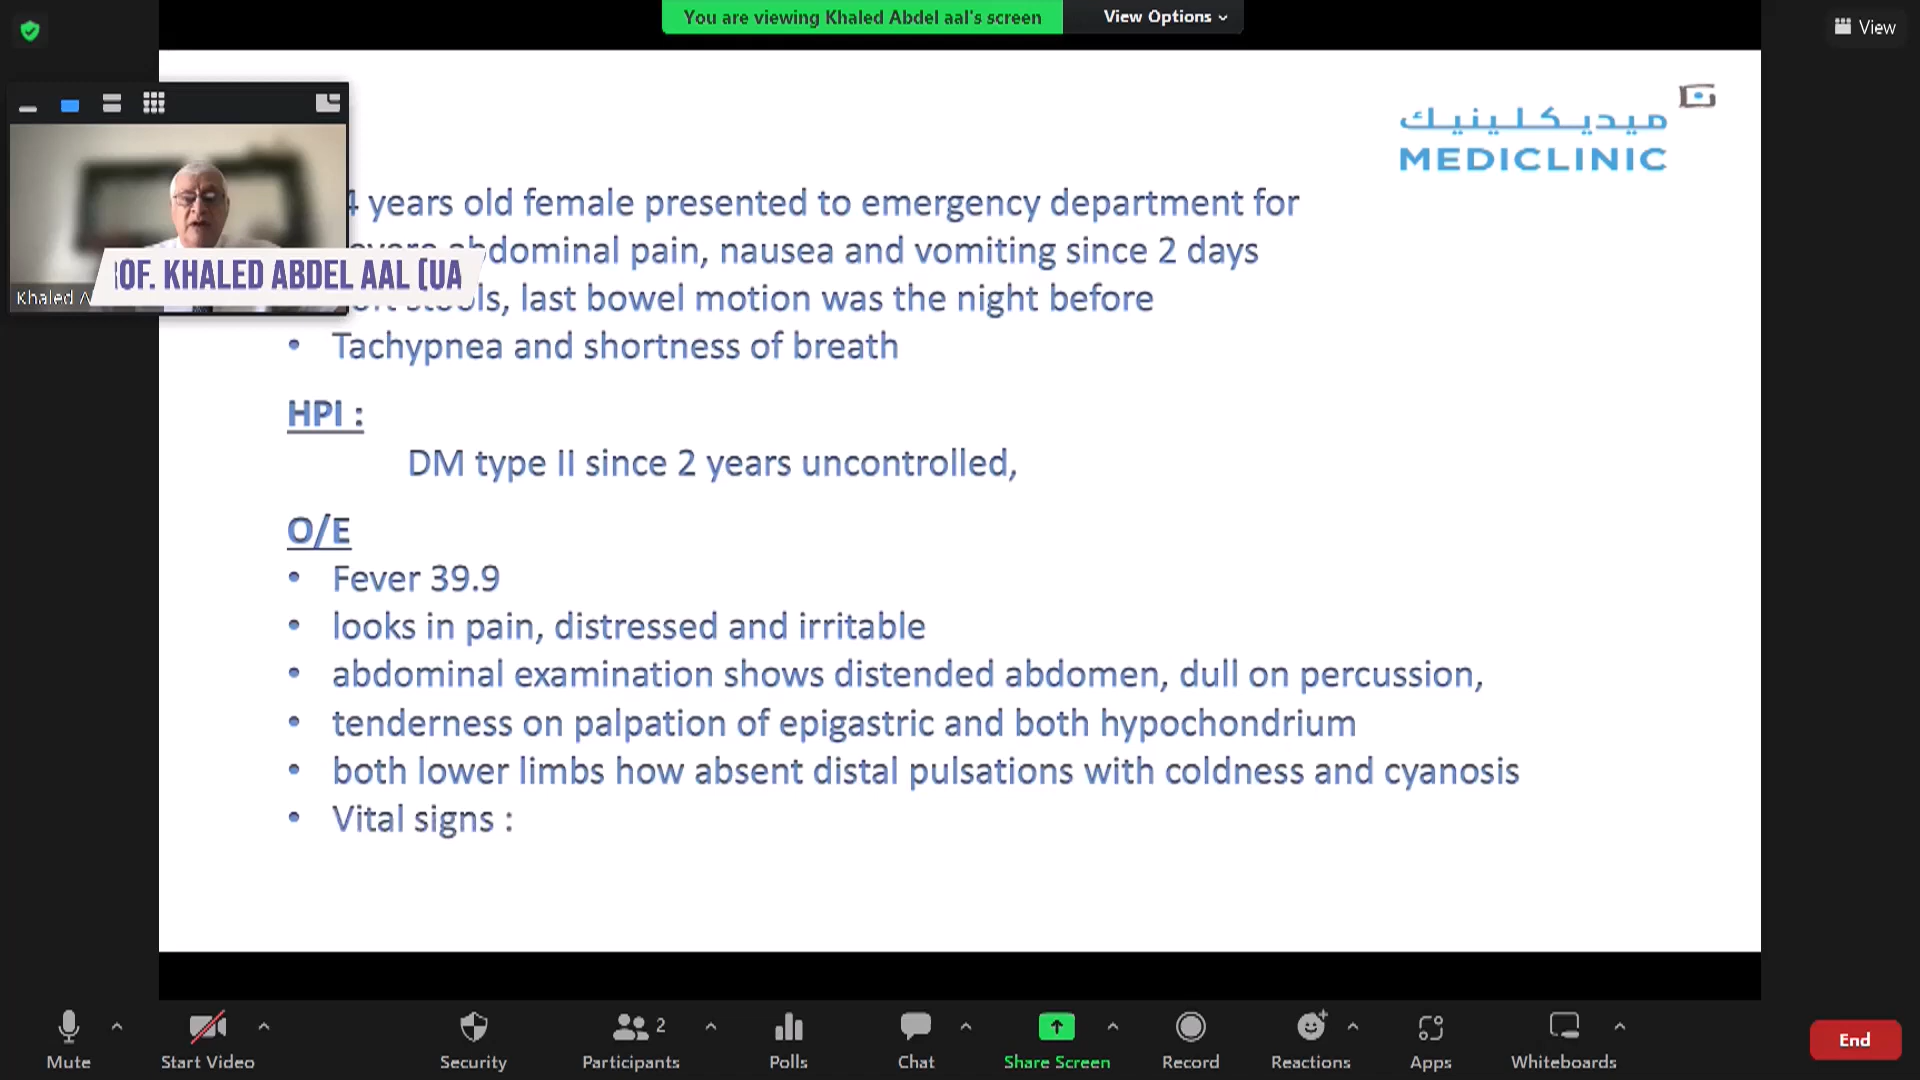 You are viewing Khaled Abdel aal's screen View Options
View
ميديكلينيك
MEDICLINIC
4 years old female presented to emergency department for
abdominal pain, nausea and vomiting since 2 days
OF. KHALED ABDEL AAL (UA
Khaled A
stools, last bowel motion was the night before
• Tachypnea and shortness of breath
HPI :
DM type II since 2 years uncontrolled,
O/E
• Fever 39.9
• looks in pain, distressed and irritable
• abdominal examination shows distended abdomen, dull on percussion,
• tenderness on palpation of epigastric and both hypochondrium
• both lower limbs how absent distal pulsations with coldness and cyanosis
• Vital signs :
Mute Start Video Security Participants 2 Polls Chat Share Screen Record Reactions Apps Whiteboards End